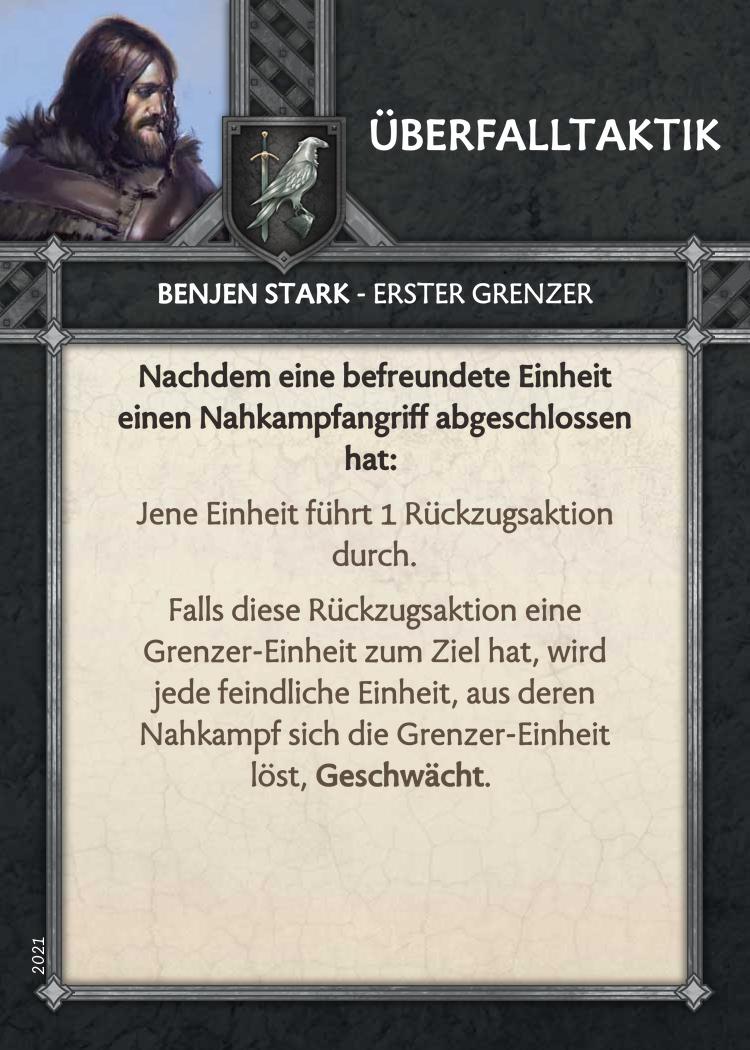 ÜBERFALLTAKTIK
BENJEN STARK - ERSTER GRENZER
Nachdem eine befreundete Einheit
einen Nahkampfangriff abgeschlossen
hat:
Jene Einheit führt 1 Rückzugsaktion
durch.
Falls diese Rückzugsaktion eine
Grenzer-Einheit zum Ziel hat, wird
jede feindliche Einheit, aus deren
Nahkampf sich die Grenzer-Einheit
löst, Geschwächt.
2021